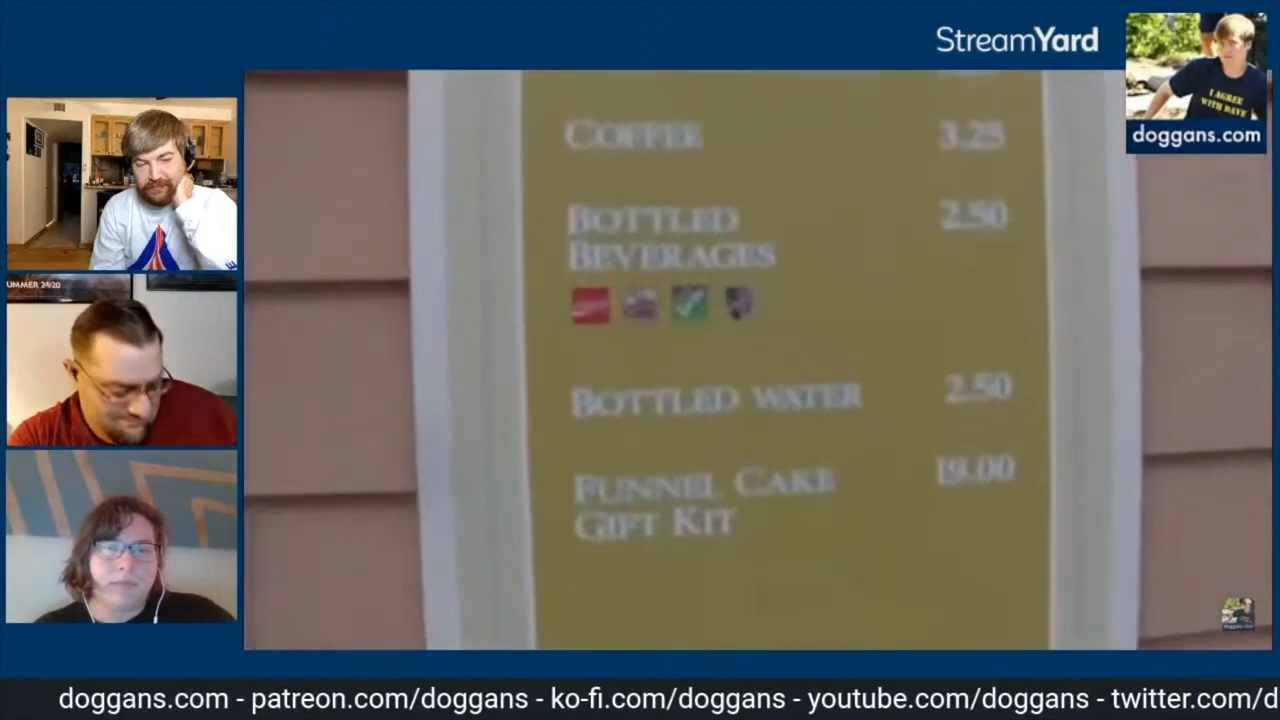 StreamYard
I AGREE
WITH DAVE
doggans.com
UMMER 2020
COFFEE 3.25
BOTTLED 2.50
BEVERAGES
BOTTLED WATER 2.50
FUNNEL CAKE 19.00
GIFT KIT
doggans.com - patreon.com/doggans - ko-fi.com/doggans - youtube.com/doggans - twitter.com/d